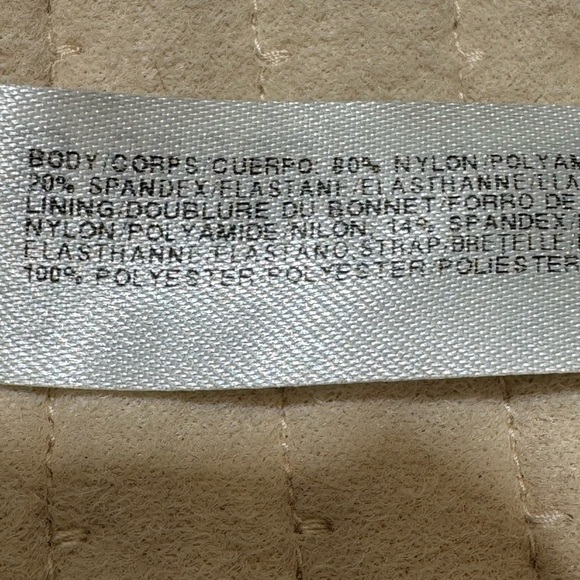 BODY/CORPS/CUERPO: 80% NYLON/POLYAM
20% SPANDEX/ELASTANE/ELASTHANNE/ELA
LINING/DOUBLURE DU BONNET/FORRO DE
NYLON/POLYAMIDE/NILON, 14% SPANDEX/
ELASTHANNE/ELASTANO STRAP/BRETELLE/
100% POLYESTER/POLYESTER/POLIESTER